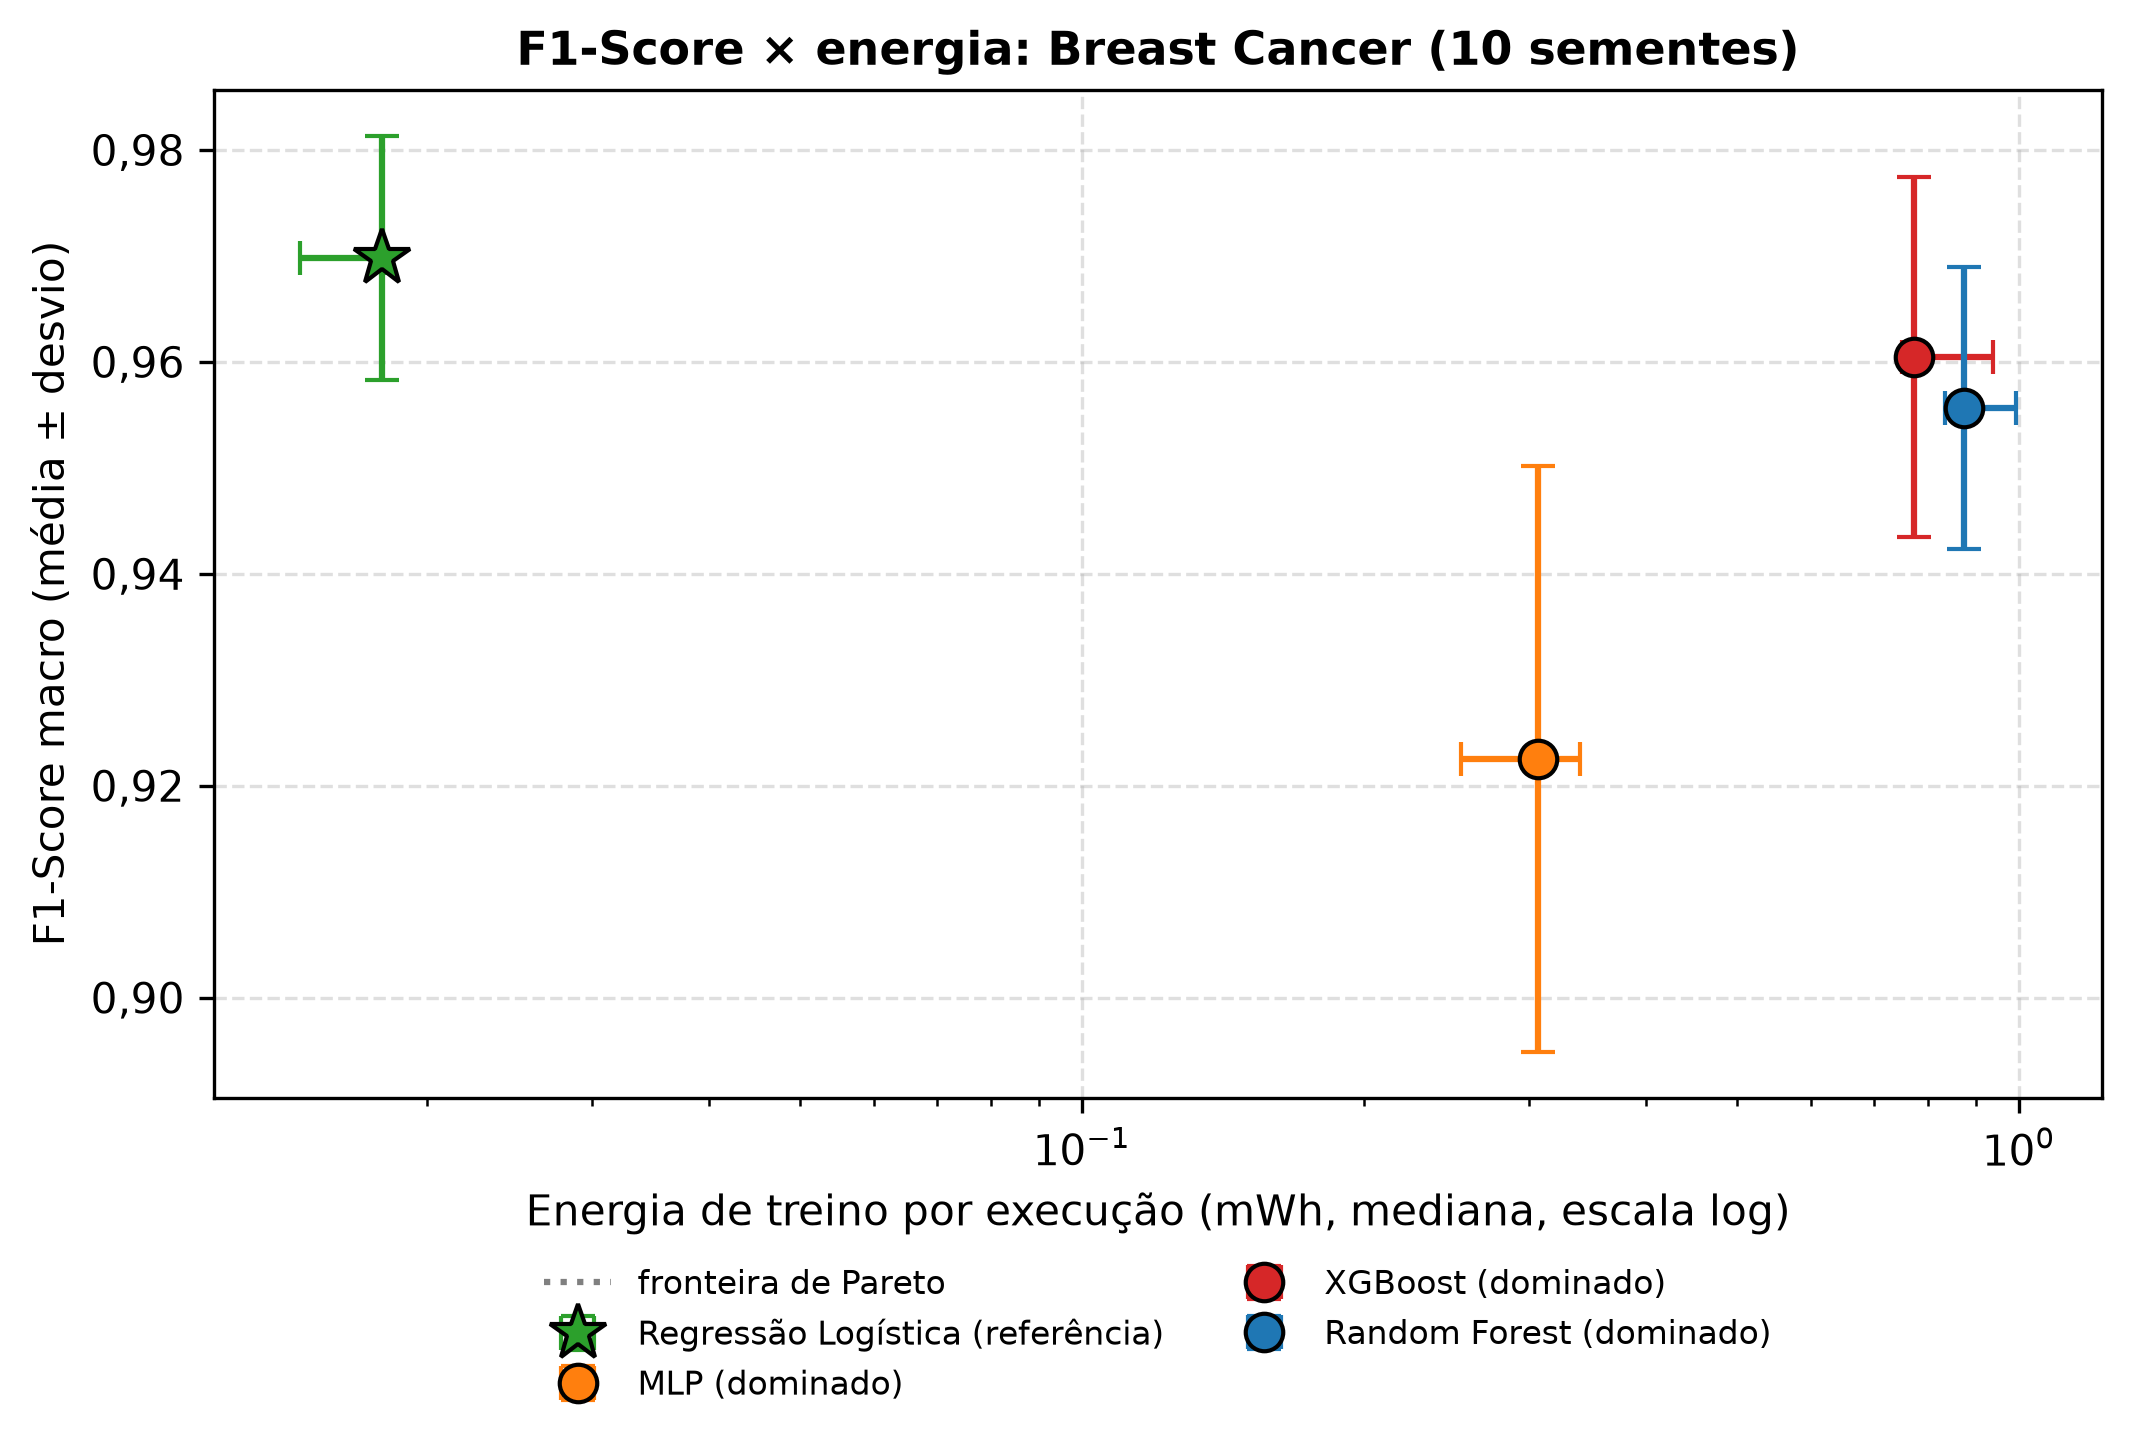 F1-Score × energia: Breast Cancer (10 sementes)
F1-Score macro (média ± desvio)
0,98
0,96
0,94
0,92
0,90
10⁻¹
10⁰
Energia de treino por execução (mWh, mediana, escala log)
fronteira de Pareto
Regressão Logística (referência)
MLP (dominado)
XGBoost (dominado)
Random Forest (dominado)